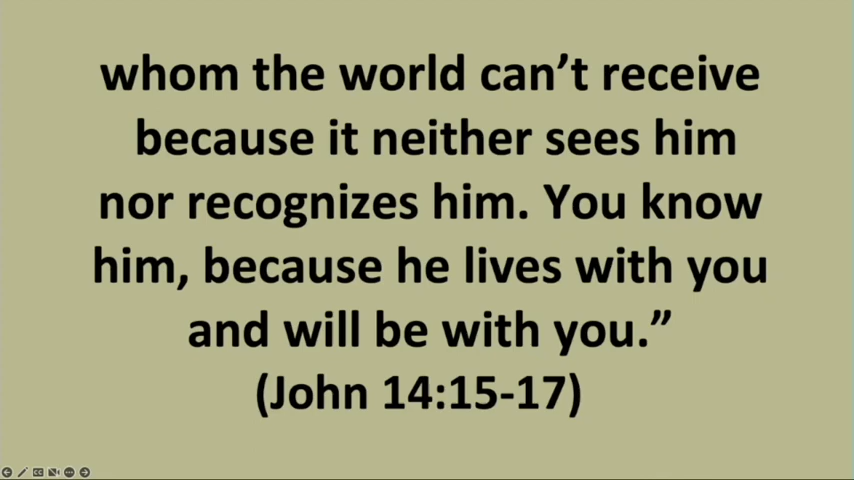 whom the world can’t receive
because it neither sees him
nor recognizes him. You know
him, because he lives with you
and will be with you.”
(John 14:15-17)
CC